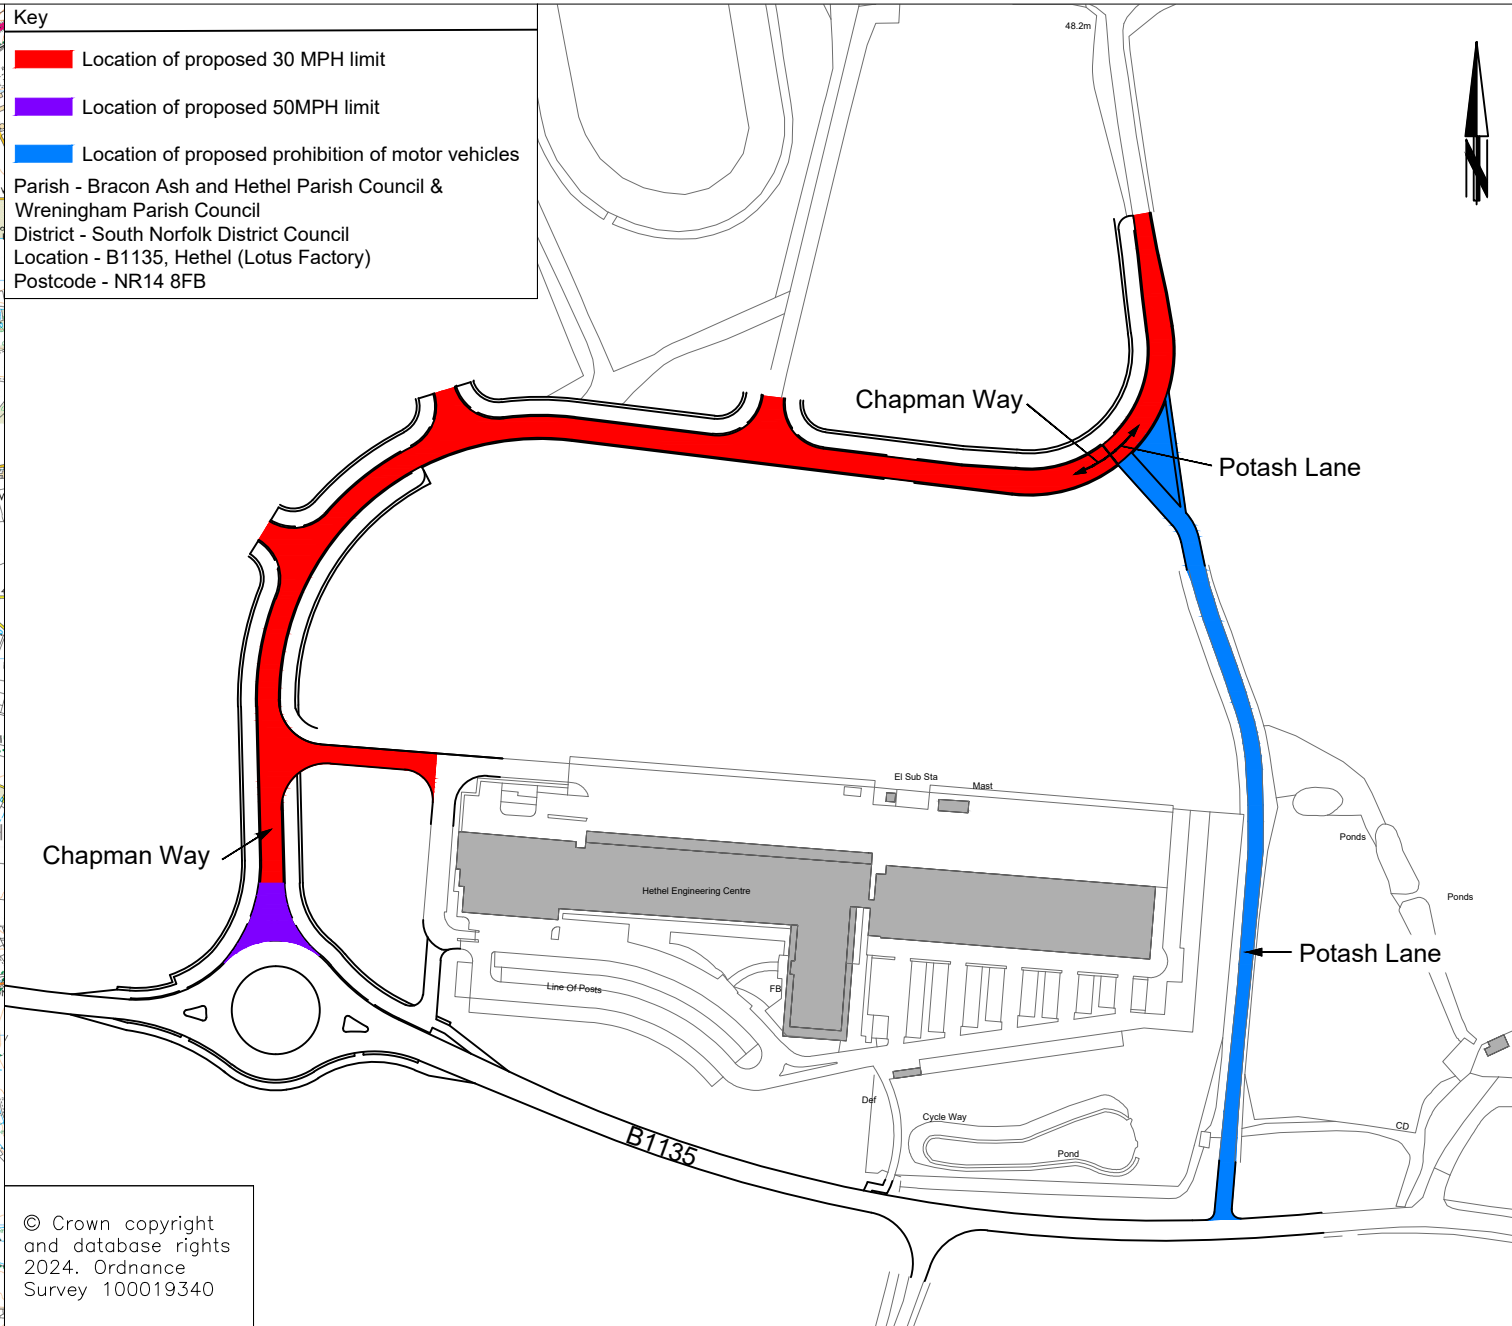 Key
Location of proposed 30 MPH limit
Location of proposed 50MPH limit
Location of proposed prohibition of motor vehicles
Parish - Bracon Ash and Hethel Parish Council &
Wreningham Parish Council
District - South Norfolk District Council
Location - B1135, Hethel (Lotus Factory)
Postcode - NR14 8FB
48.2m
N
Chapman Way
Potash Lane
El Sub Sta
Mast
Ponds
Chapman Way
Hethel Engineering Centre
Ponds
Potash Lane
Line Of Posts
FB
Def
Cycle Way
CD
B1135
Pond
© Crown copyright
and database rights
2024. Ordnance
Survey 100019340